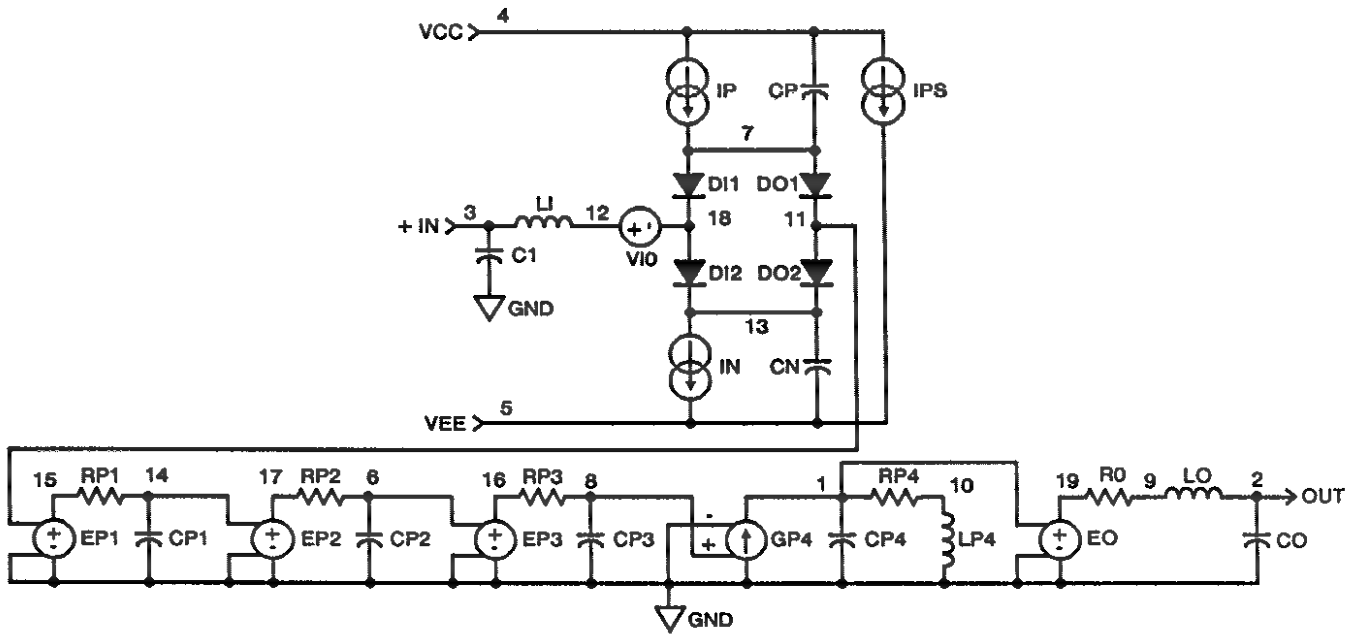 4
VCC
IP
CP
IPS
7
DI1
DO1
LI
+ IN
3
12
18
11
+ '
C1
VI0
DI2
DO2
GND
13
IN
CN
VEE
5
15
RP1
14
17
RP2
6
16
RP3
8
1
RP4
10
19
R0
9
LO
2
OUT
+
-
EP1
CP1
+
-
EP2
CP2
+
-
EP3
CP3
-
+
GP4
CP4
LP4
+
-
EO
CO
GND